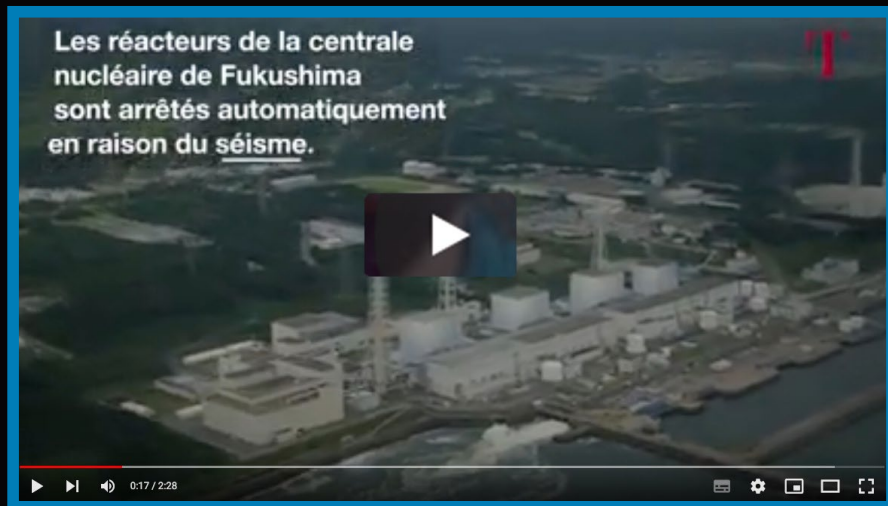 Les réacteurs de la centrale
nucléaire de Fukushima
sont arrêtés automatiquement
en raison du séisme.
T
0:17 / 2:28